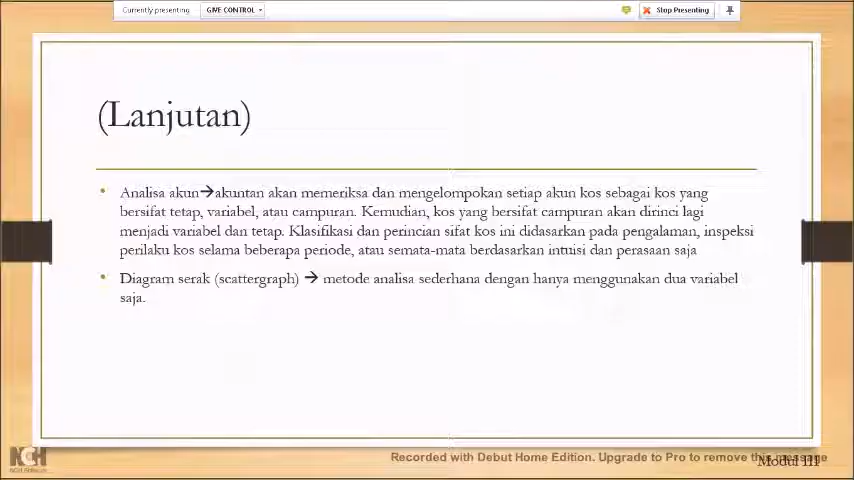 Currently presenting GIVE CONTROL Stop Presenting
(Lanjutan)
• Analisa akun→akuntan akan memeriksa dan mengelompokan setiap akun kos sebagai kos yang
bersifat tetap, variabel, atau campuran. Kemudian, kos yang bersifat campuran akan dirinci lagi
menjadi variabel dan tetap. Klasifikasi dan perincian sifat kos ini didasarkan pada pengalaman, inspeksi
perilaku kos selama beberapa periode, atau semata-mata berdasarkan intuisi dan perasaan saja
• Diagram serak (scattergraph) → metode analisa sederhana dengan hanya menggunakan dua variabel
saja.
NCH
Recorded with Debut Home Edition. Upgrade to Pro to remove this message
Modul III